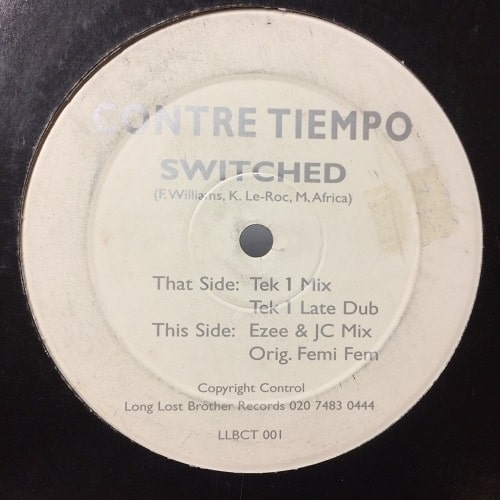 CONTRE TIEMPO
SWITCHED
(F. Williams, K. Le-Roc, M, Africa)
That Side: Tek 1 Mix
Tek 1 Late Dub
This Side: Ezee & JC Mix
Orig. Femi Fem
Copyright Control
Long Lost Brother Records 020 7483 0444
LLBCT 001